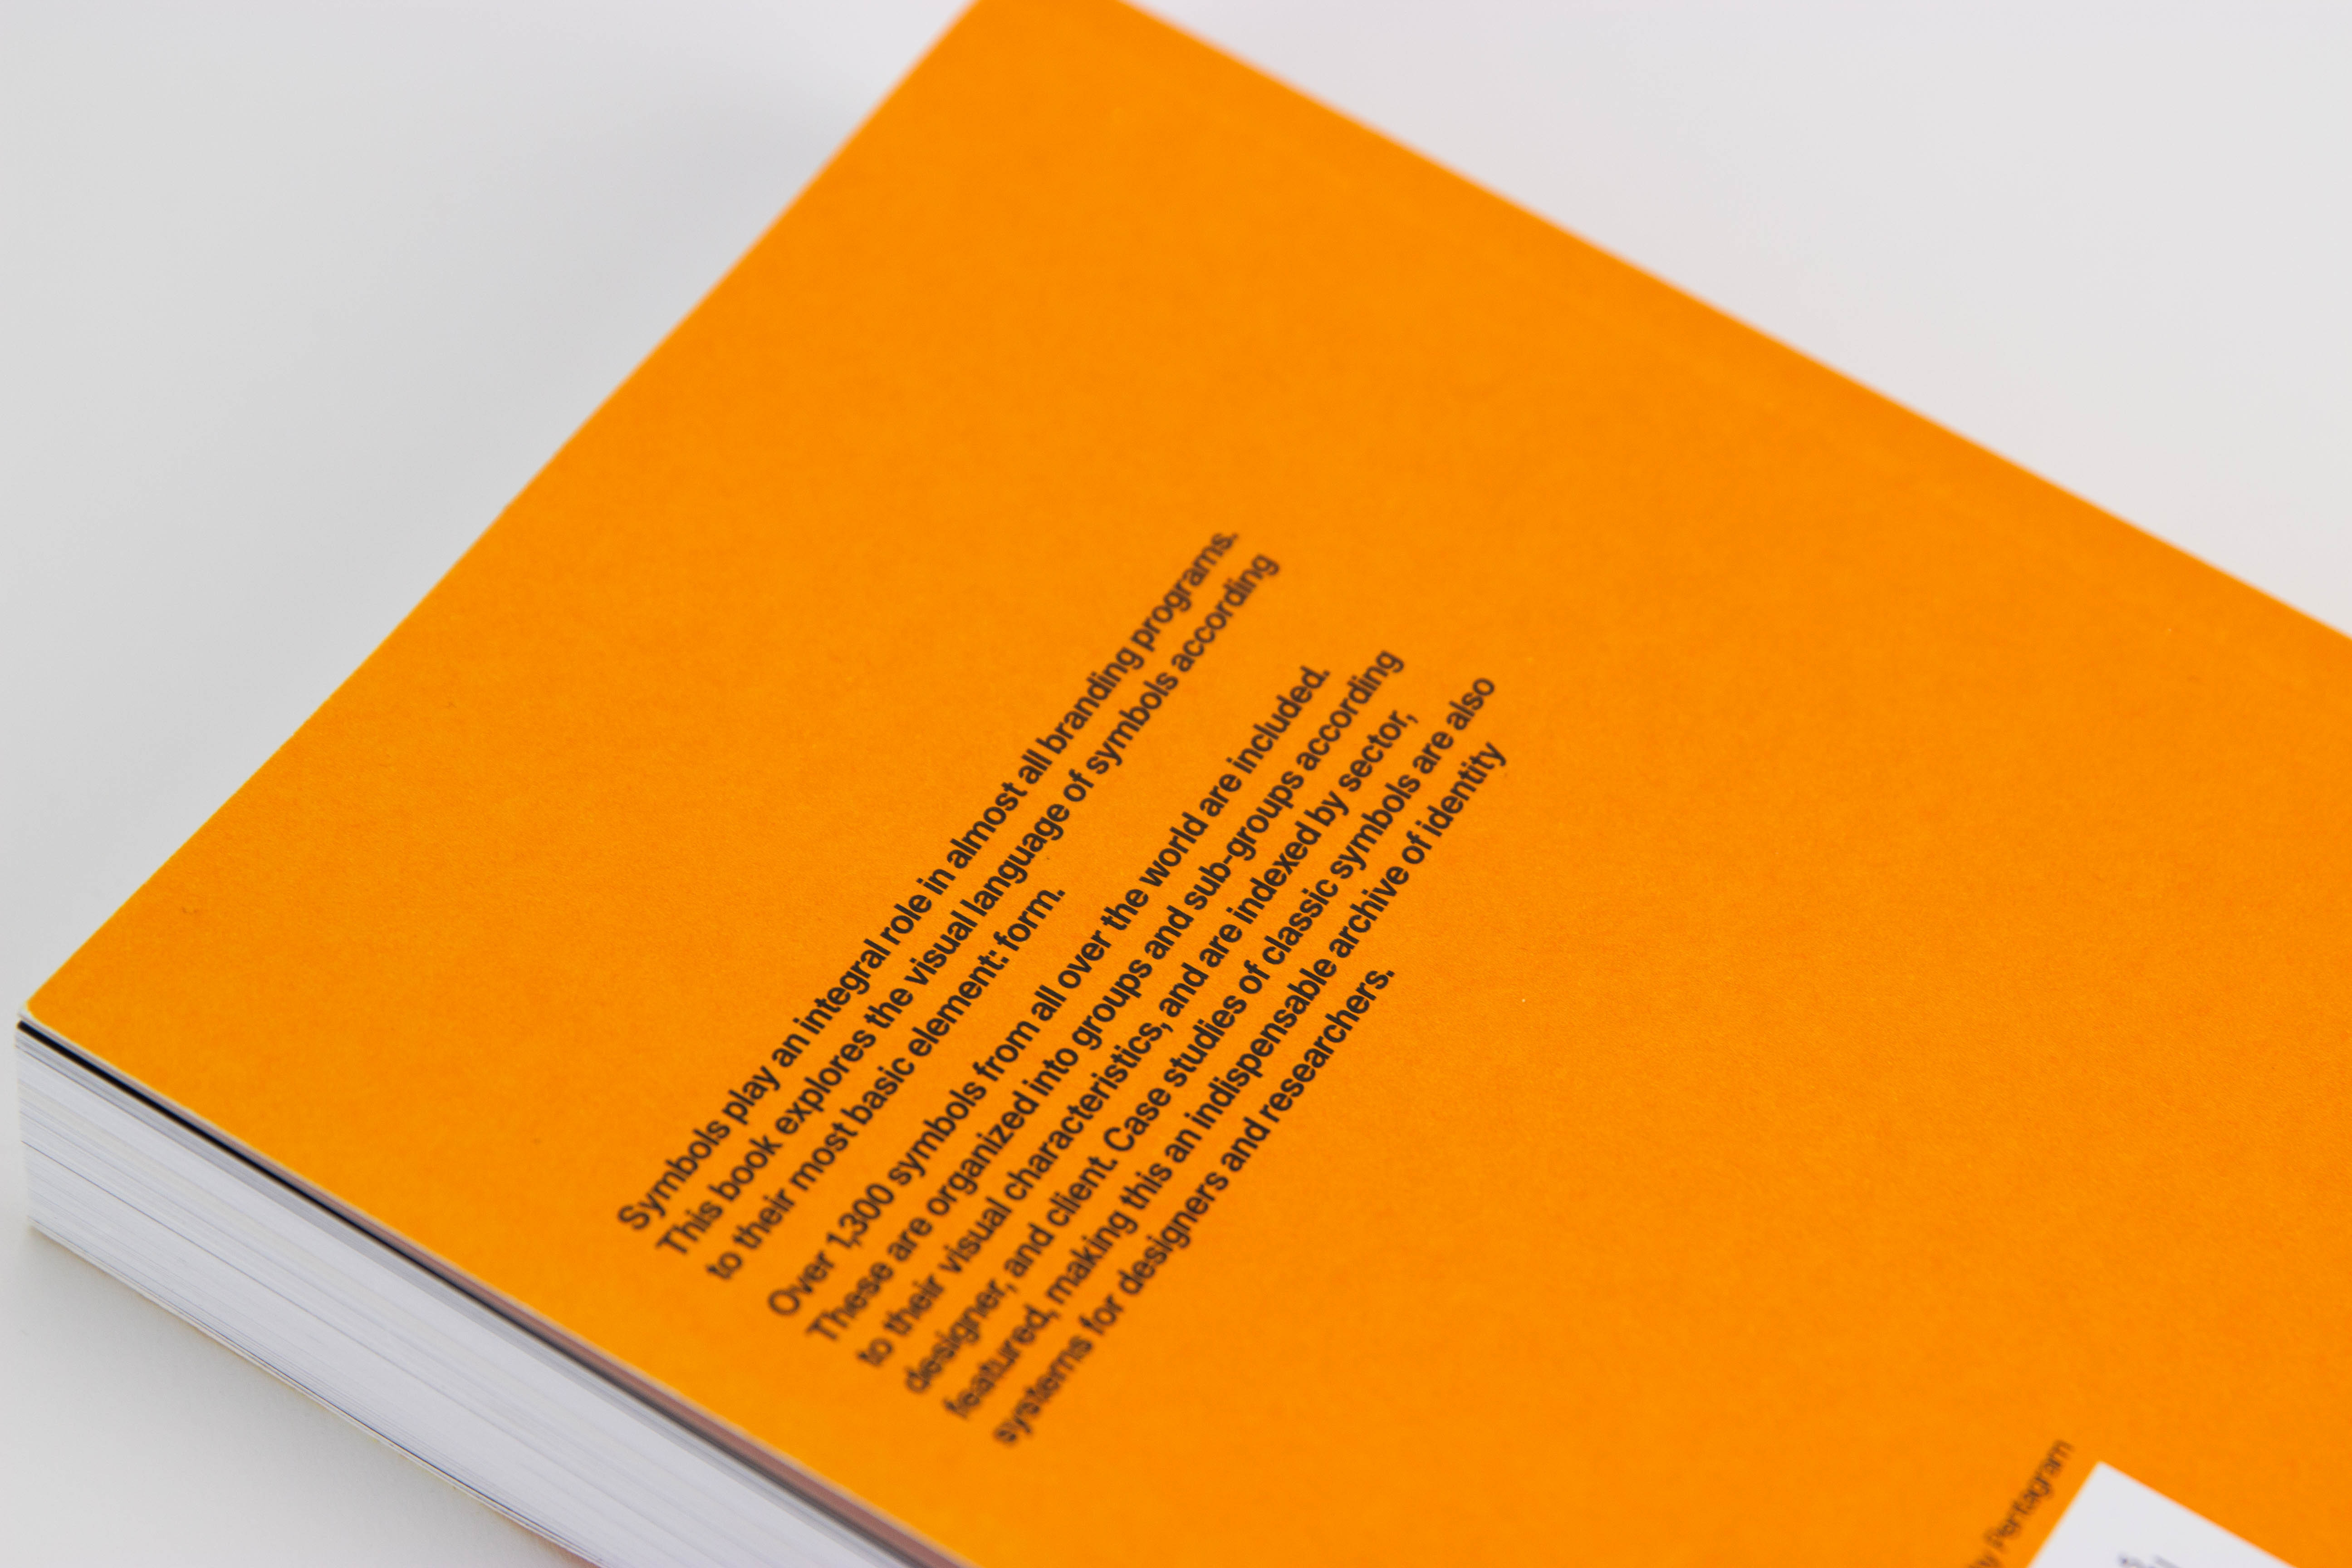 Symbols play an integral role in almost all branding programs.
This book explores the visual language of symbols according
to their most basic element: form.
Over 1,300 symbols from all over the world are included.
These are organized into groups and sub-groups according
to their visual characteristics, and are indexed by sector,
designer, and client. Case studies of classic symbols are also
featured, making this an indispensable archive of identity
systems for designers and researchers.
by Pentagram